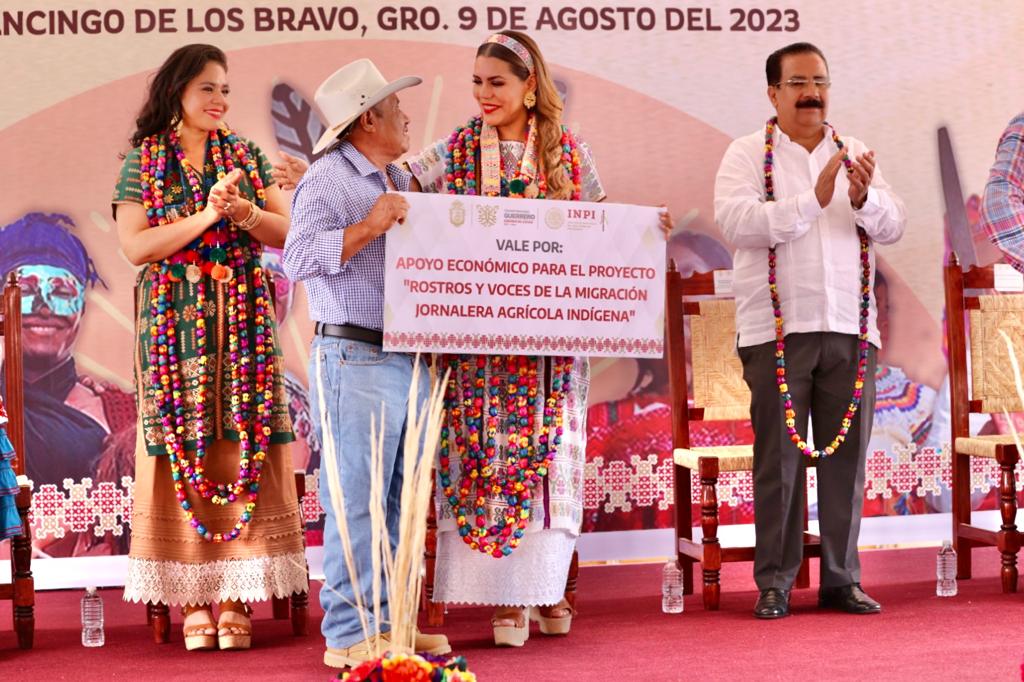 NCINGO DE LOS BRAVO, GRO. 9 DE AGOSTO DEL 2023
GUERRERO
INPI
VALE POR:
APOYO ECONÓMICO PARA EL PROYECTO
"ROSTROS Y VOCES DE LA MIGRACIÓN
JORNALERA AGRÍCOLA INDÍGENA"